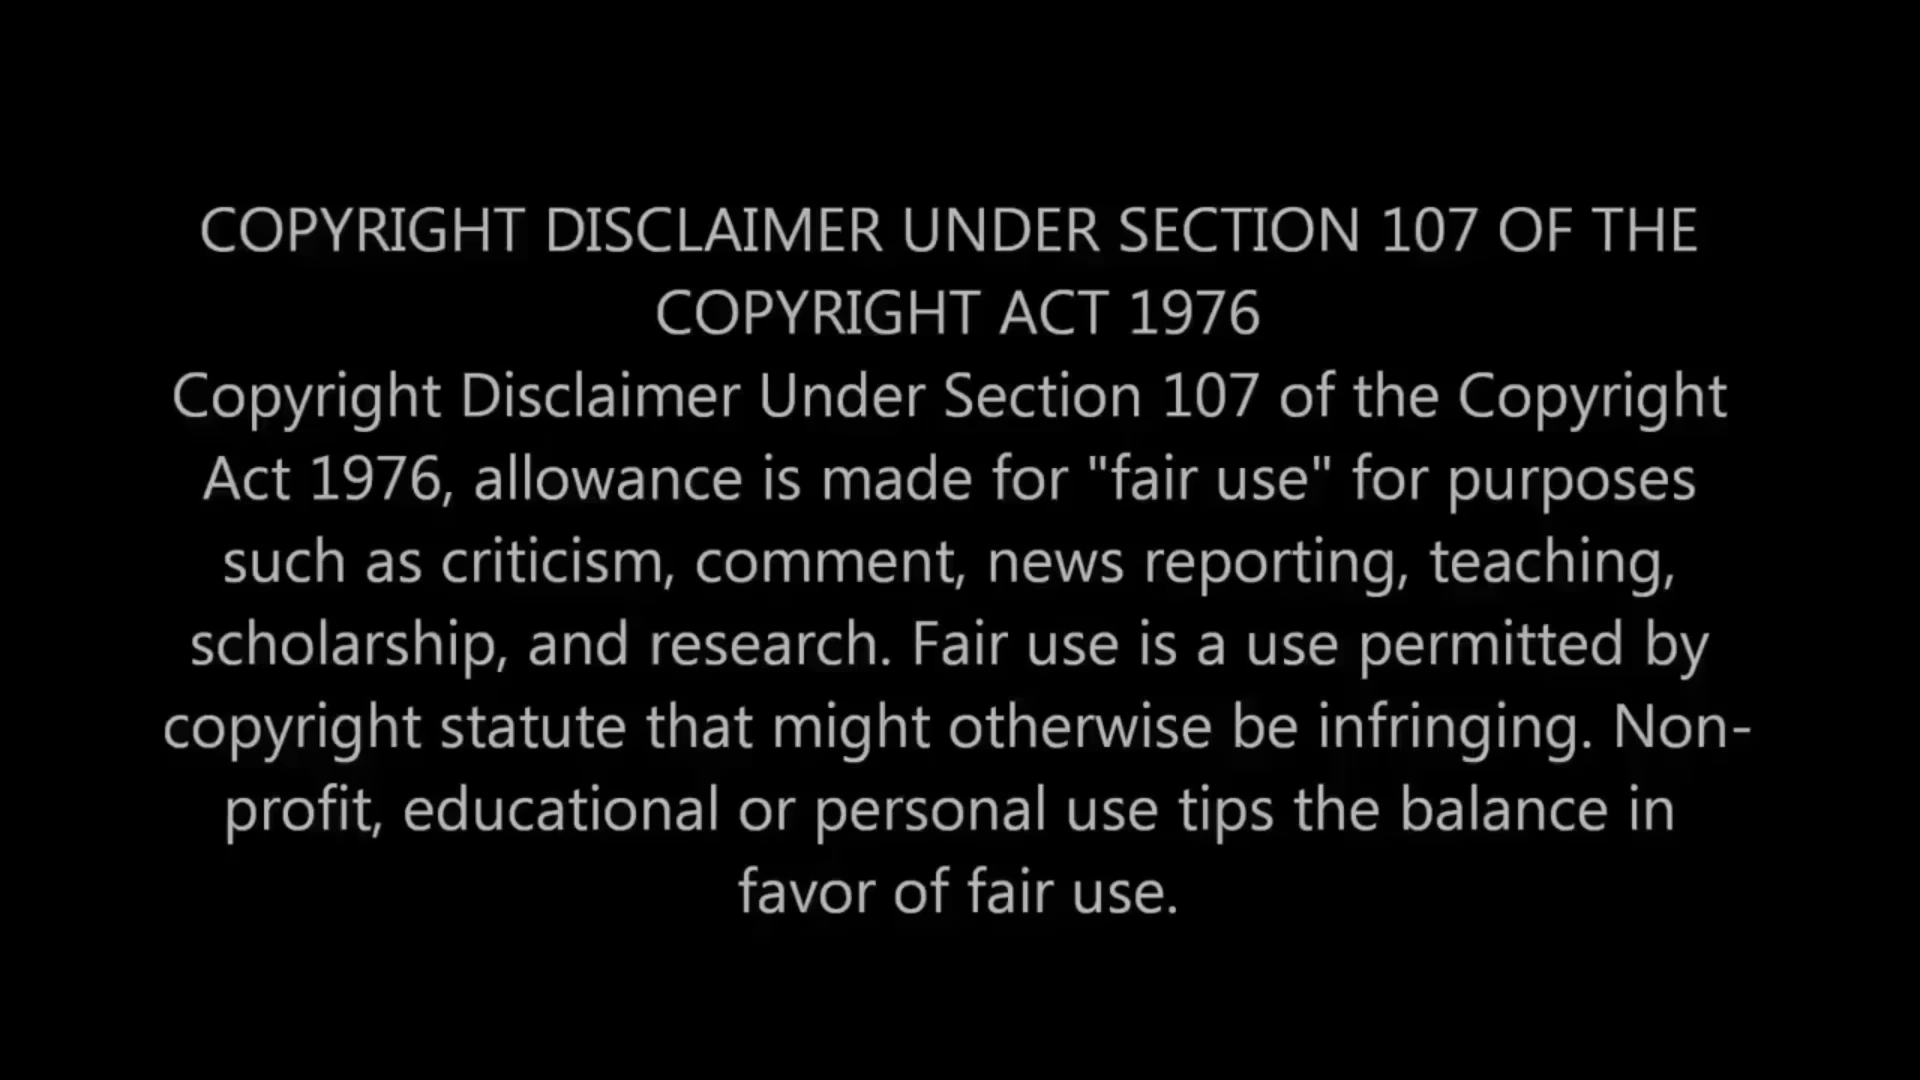 COPYRIGHT DISCLAIMER UNDER SECTION 107 OF THE
COPYRIGHT ACT 1976
Copyright Disclaimer Under Section 107 of the Copyright
Act 1976, allowance is made for "fair use" for purposes
such as criticism, comment, news reporting, teaching,
scholarship, and research. Fair use is a use permitted by
copyright statute that might otherwise be infringing. Non-
profit, educational or personal use tips the balance in
favor of fair use.